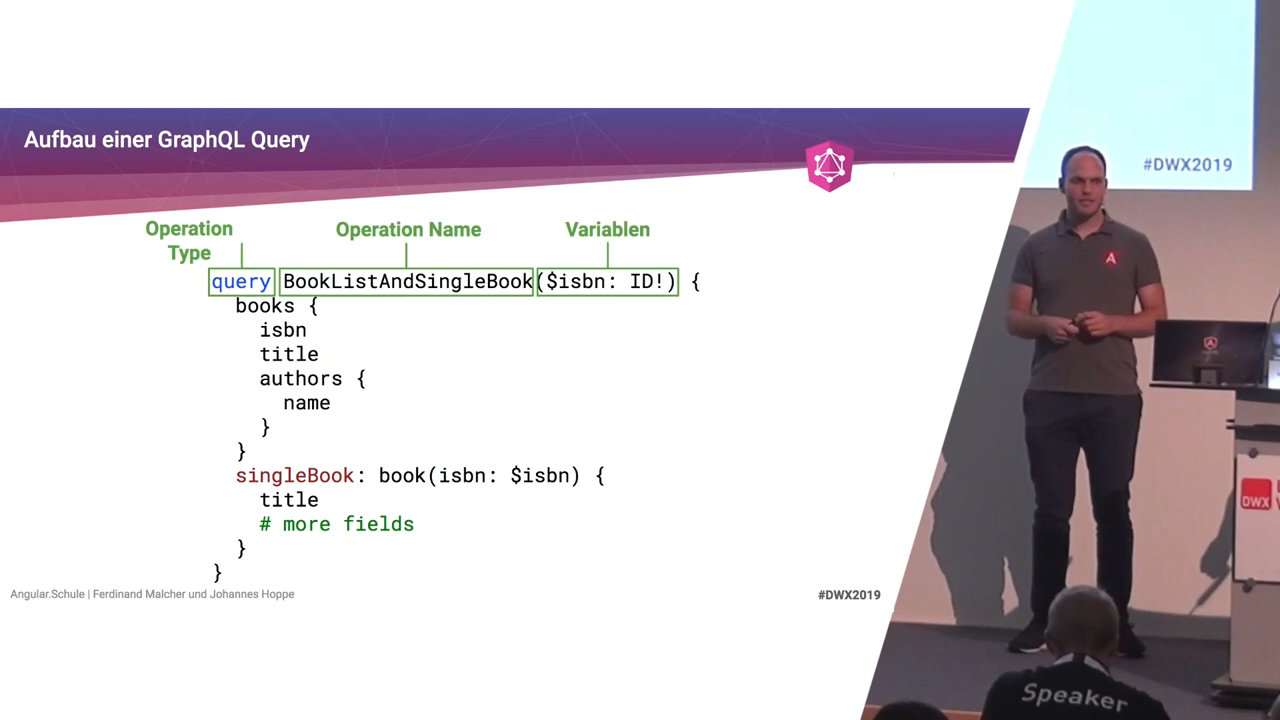 Aufbau einer GraphQL Query
#DWX2019
Operation
Type
Operation Name
Variablen
query BookListAndSingleBook($isbn: ID!) {
books {
isbn
title
authors {
name
}
}
singleBook: book(isbn: $isbn) {
title
# more fields
}
}
Angular.Schule | Ferdinand Malcher und Johannes Hoppe
#DWX2019
A
DWX
Speaker